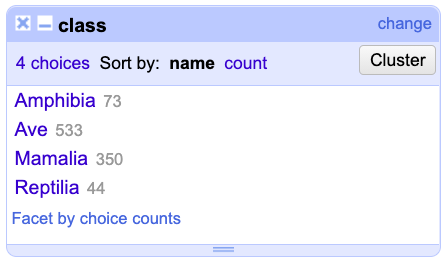 class change
4 choices Sort by: name count Cluster
Amphibia 73
Ave 533
Mamalia 350
Reptilia 44
Facet by choice counts